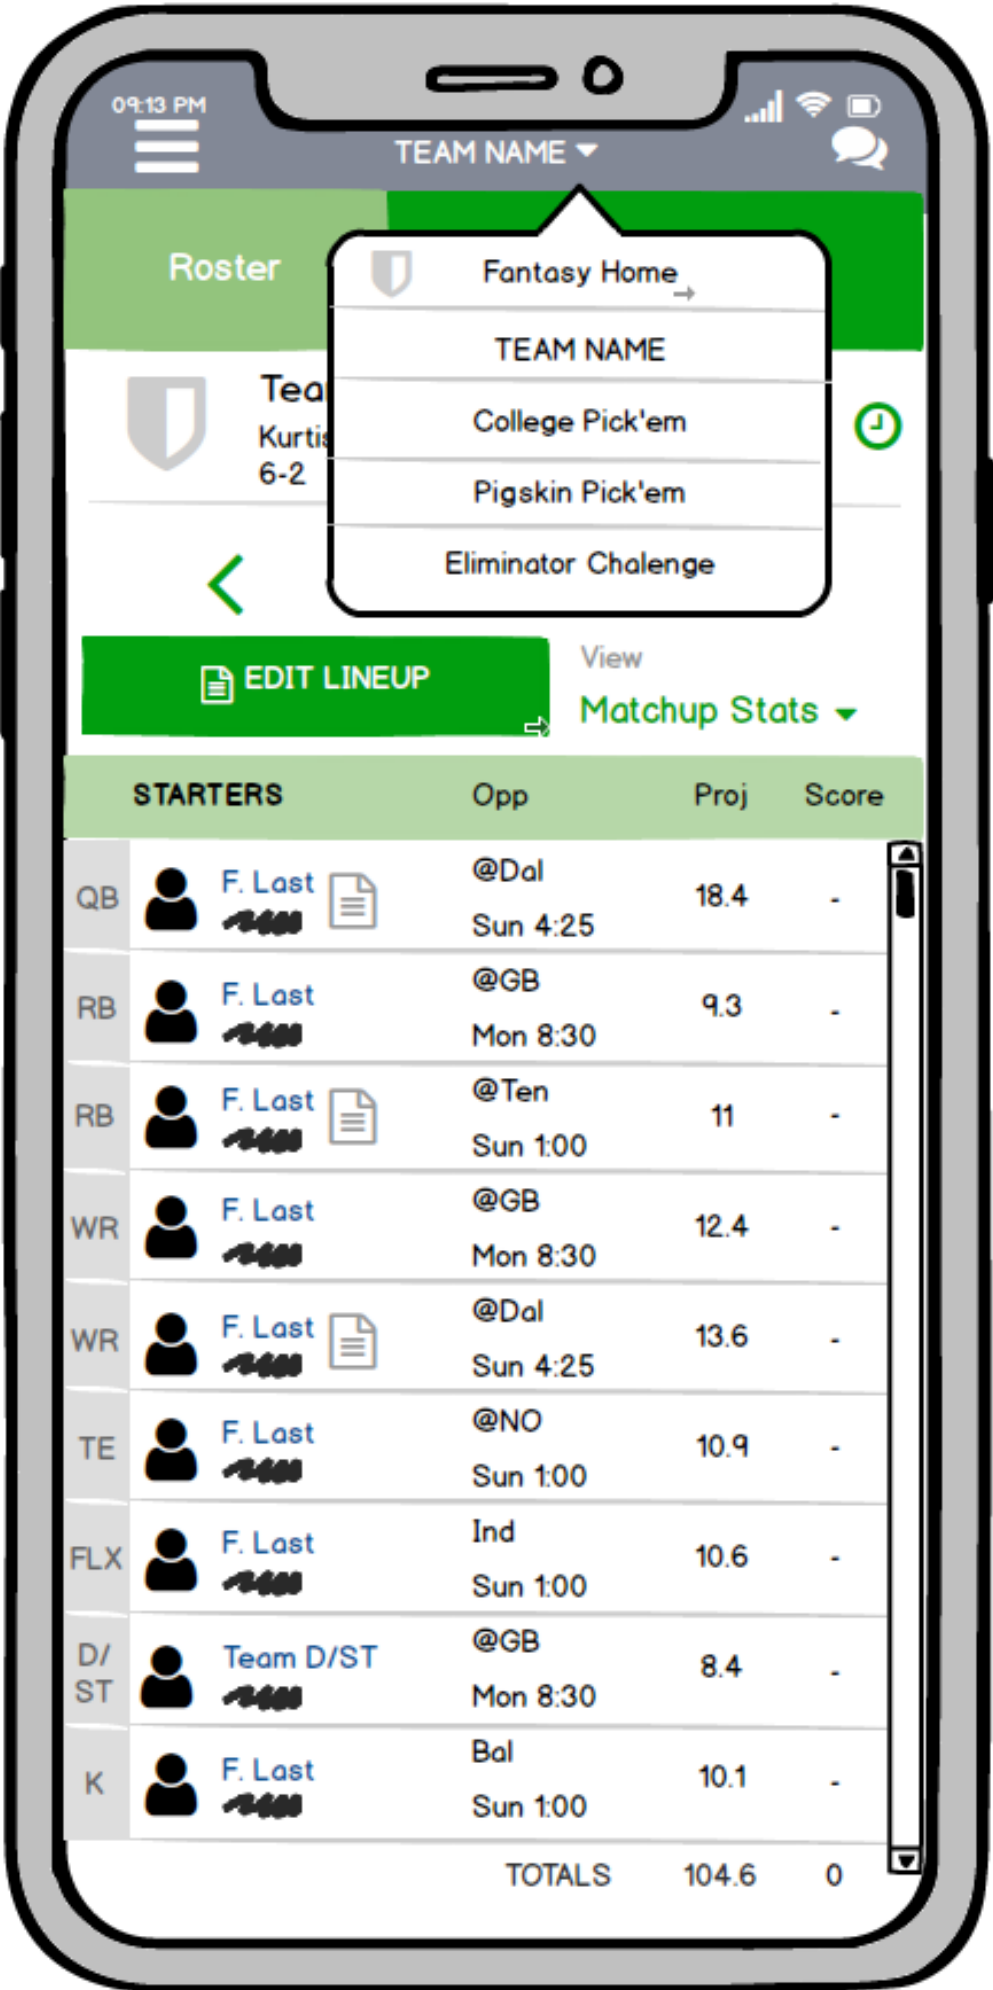 09:13 PM
TEAM NAME
Roster
Fantasy Home
TEAM NAME
College Pick'em
Pigskin Pick'em
Eliminator Chalenge
6-2
EDIT LINEUP
View
Matchup Stats
STARTERS Opp Proj Score
QB F. Last @Dal Sun 4:25 18.4 -
RB F. Last @GB Mon 8:30 9.3 -
RB F. Last @Ten Sun 1:00 11 -
WR F. Last @GB Mon 8:30 12.4 -
WR F. Last @Dal Sun 4:25 13.6 -
TE F. Last @NO Sun 1:00 10.9 -
FLX F. Last Ind Sun 1:00 10.6 -
D/ST Team D/ST @GB Mon 8:30 8.4 -
K F. Last Bal Sun 1:00 10.1 -
TOTALS 104.6 0